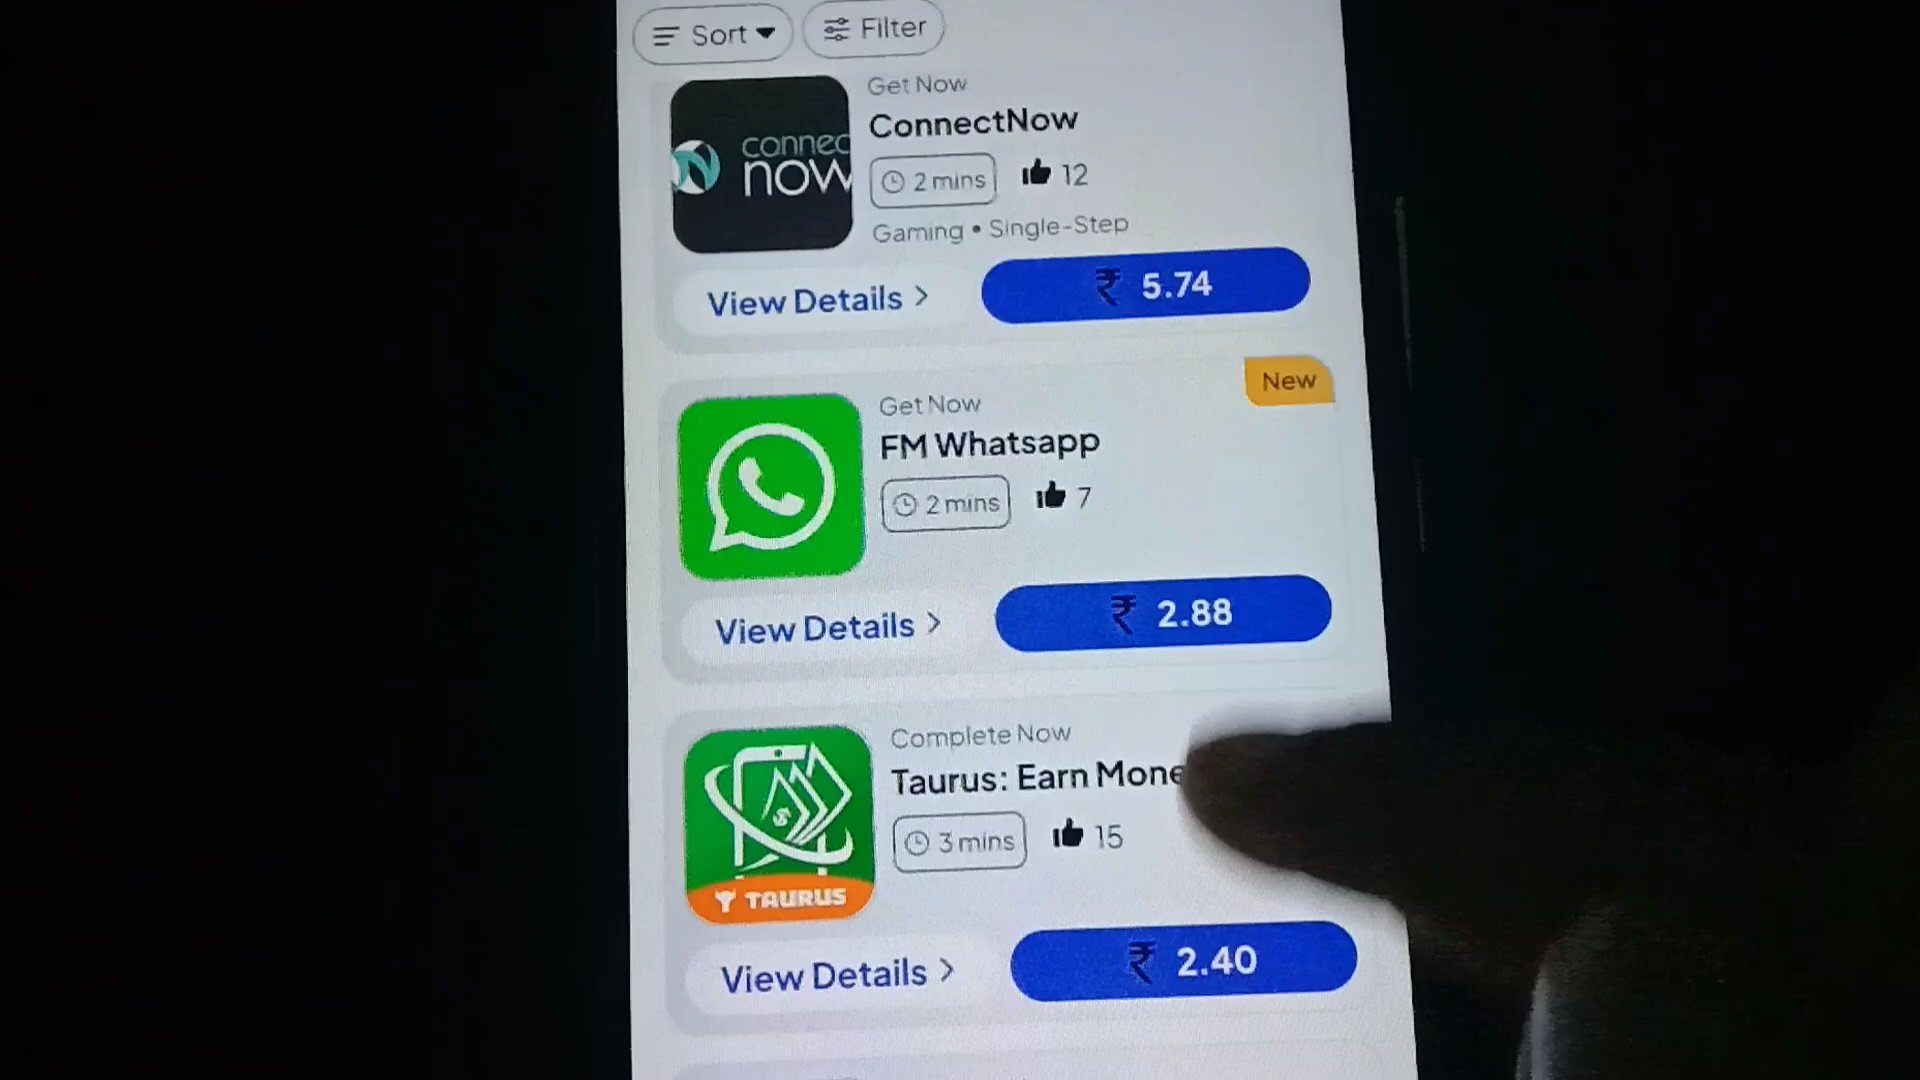 Sort
Filter
Get Now
ConnectNow
connec
now
2 mins
12
Gaming • Single-Step
View Details >
₹ 5.74
New
Get Now
FM Whatsapp
2 mins
7
View Details >
₹ 2.88
Complete Now
Taurus: Earn Mone
3 mins
15
TAURUS
View Details >
₹ 2.40